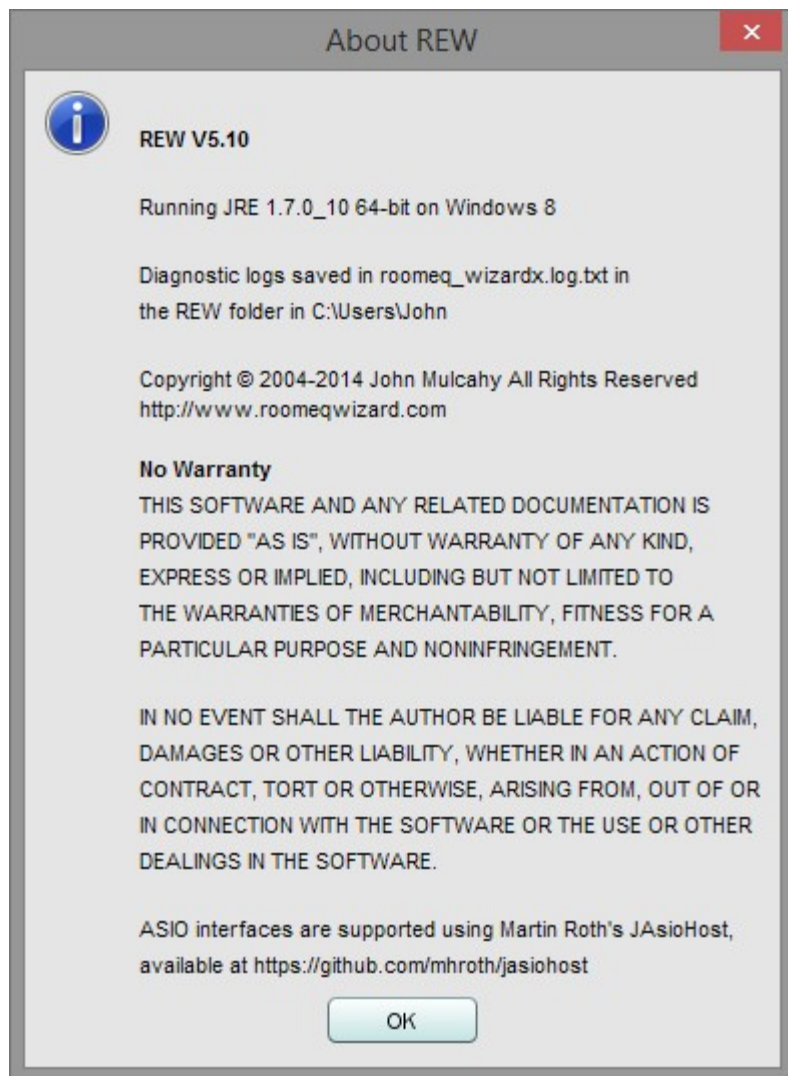 About REW
REW V5.10
Running JRE 1.7.0_10 64-bit on Windows 8
Diagnostic logs saved in roomeq_wizardx.log.txt in
the REW folder in C:\Users\John
Copyright © 2004-2014 John Mulcahy All Rights Reserved
http://www.roomeqwizard.com
No Warranty
THIS SOFTWARE AND ANY RELATED DOCUMENTATION IS
PROVIDED "AS IS", WITHOUT WARRANTY OF ANY KIND,
EXPRESS OR IMPLIED, INCLUDING BUT NOT LIMITED TO
THE WARRANTIES OF MERCHANTABILITY, FITNESS FOR A
PARTICULAR PURPOSE AND NONINFRINGEMENT.
IN NO EVENT SHALL THE AUTHOR BE LIABLE FOR ANY CLAIM,
DAMAGES OR OTHER LIABILITY, WHETHER IN AN ACTION OF
CONTRACT, TORT OR OTHERWISE, ARISING FROM, OUT OF OR
IN CONNECTION WITH THE SOFTWARE OR THE USE OR OTHER
DEALINGS IN THE SOFTWARE.
ASIO interfaces are supported using Martin Roth's JAsioHost,
available at https://github.com/mhroth/jasiohost
OK